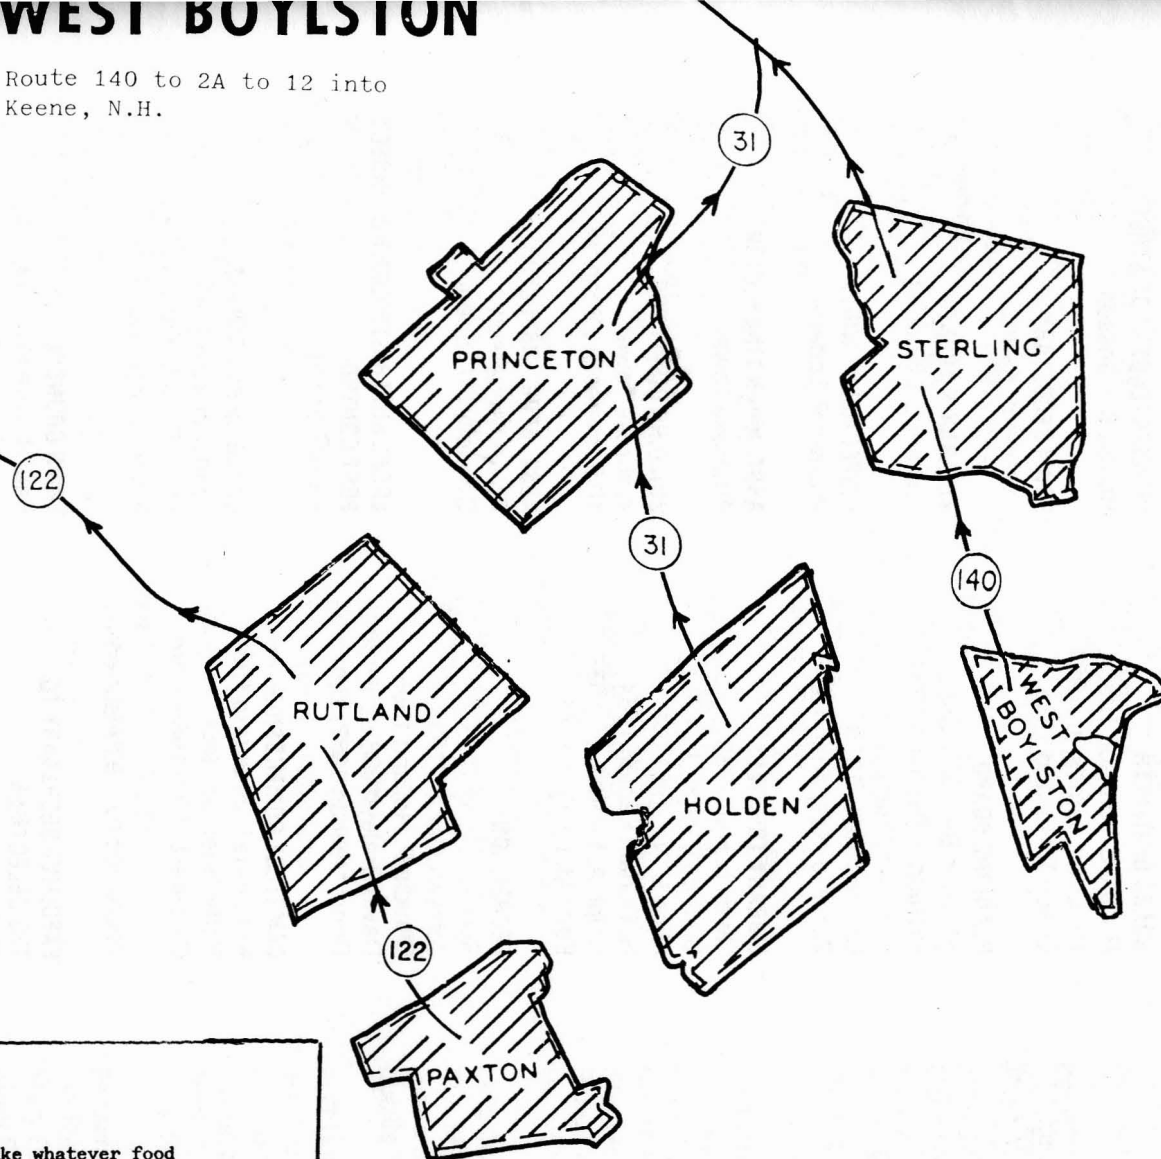 WEST BOYLSTON
Route 140 to 2A to 12 into
Keene, N.H.
31
PRINCETON
STERLING
122
31
140
RUTLAND
WEST
BOYLSTON
HOLDEN
122
PAXTON
ke whatever food